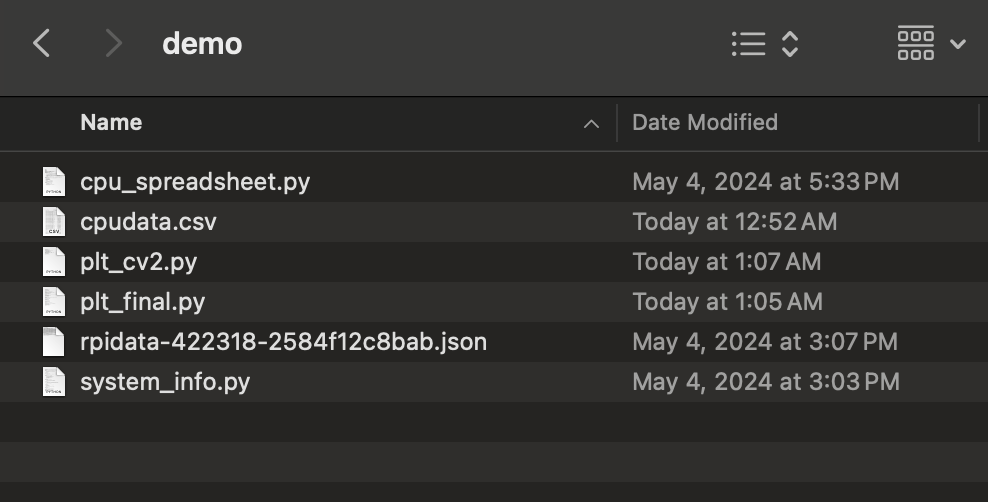 demo
Name Date Modified
cpu_spreadsheet.py May 4, 2024 at 5:33 PM
cpudata.csv Today at 12:52 AM
plt_cv2.py Today at 1:07 AM
plt_final.py Today at 1:05 AM
rpidata-422318-2584f12c8bab.json May 4, 2024 at 3:07 PM
system_info.py May 4, 2024 at 3:03 PM